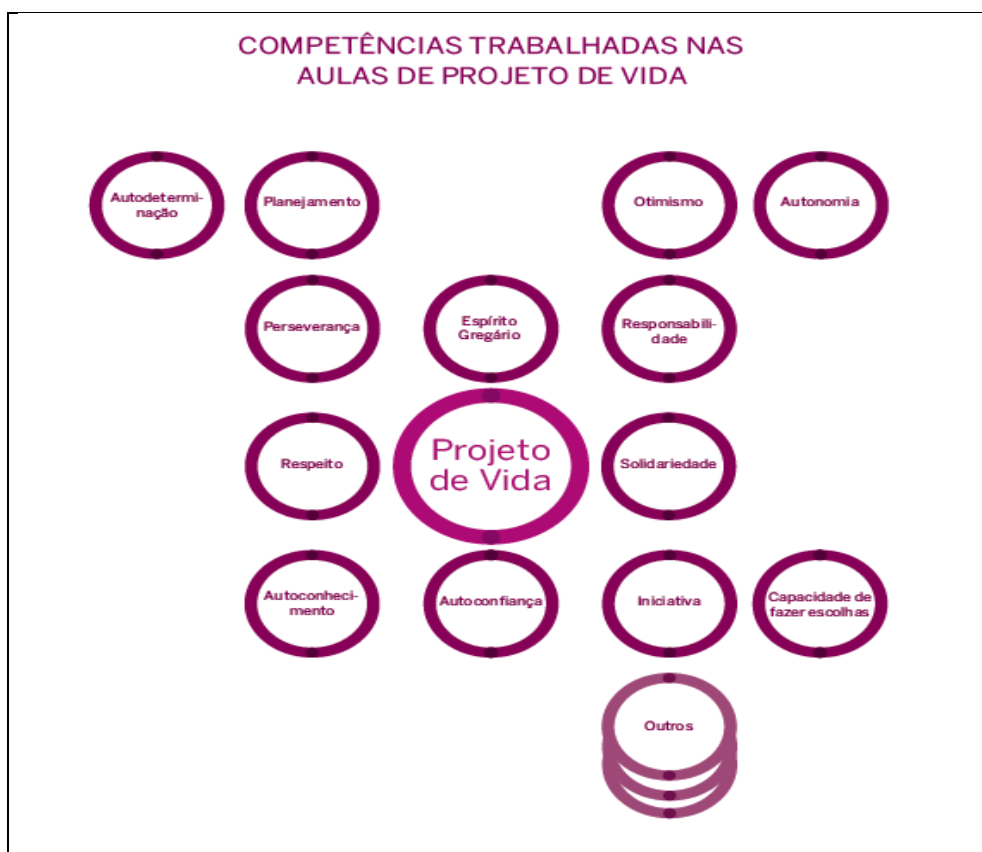 COMPETÊNCIAS TRABALHADAS NAS
AULAS DE PROJETO DE VIDA
Autodetermi-
nação
Planejamento
Otimismo
Autonomia
Perseverança
Espírito
Gregário
Responsabili-
dade
Respeito
Projeto
de Vida
Solidariedade
Autoconheci-
mento
Autoconfiança
Iniciativa
Capacidade de
fazer escolhas
Outros